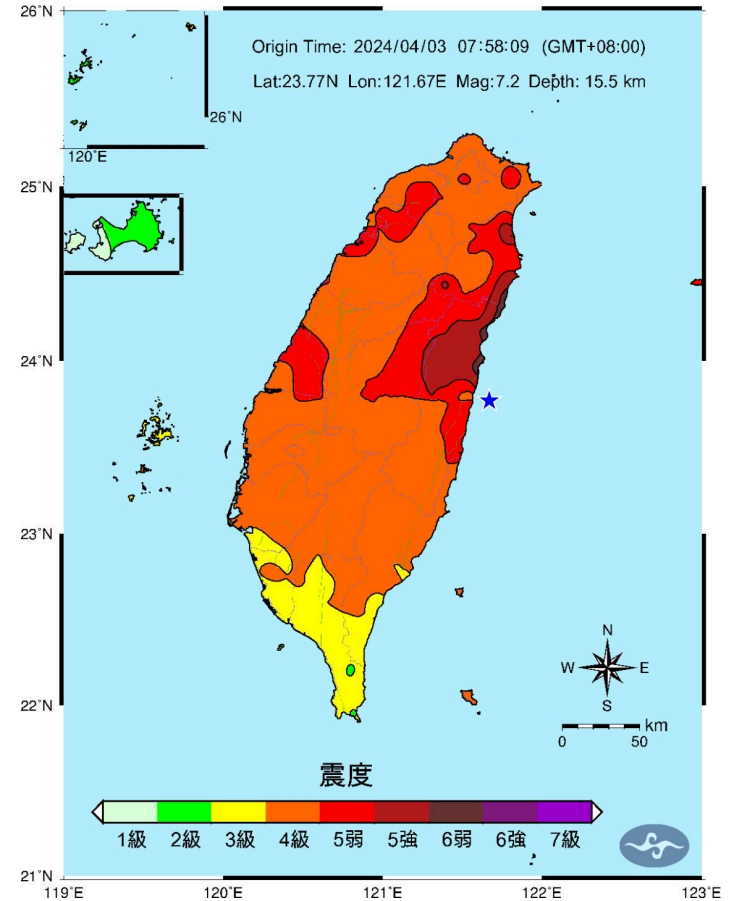 26°N
Origin Time: 2024/04/03 07:58:09 (GMT+08:00)
Lat:23.77N Lon:121.67E Mag:7.2 Depth: 15.5 km
26°N
120°E
25°N
24°N
23°N
22°N
N
W E
S
km
0 50
震度
1級 2級 3級 4級 5弱 5強 6弱 6強 7級
21°N
119°E 120°E 121°E 122°E 123°E